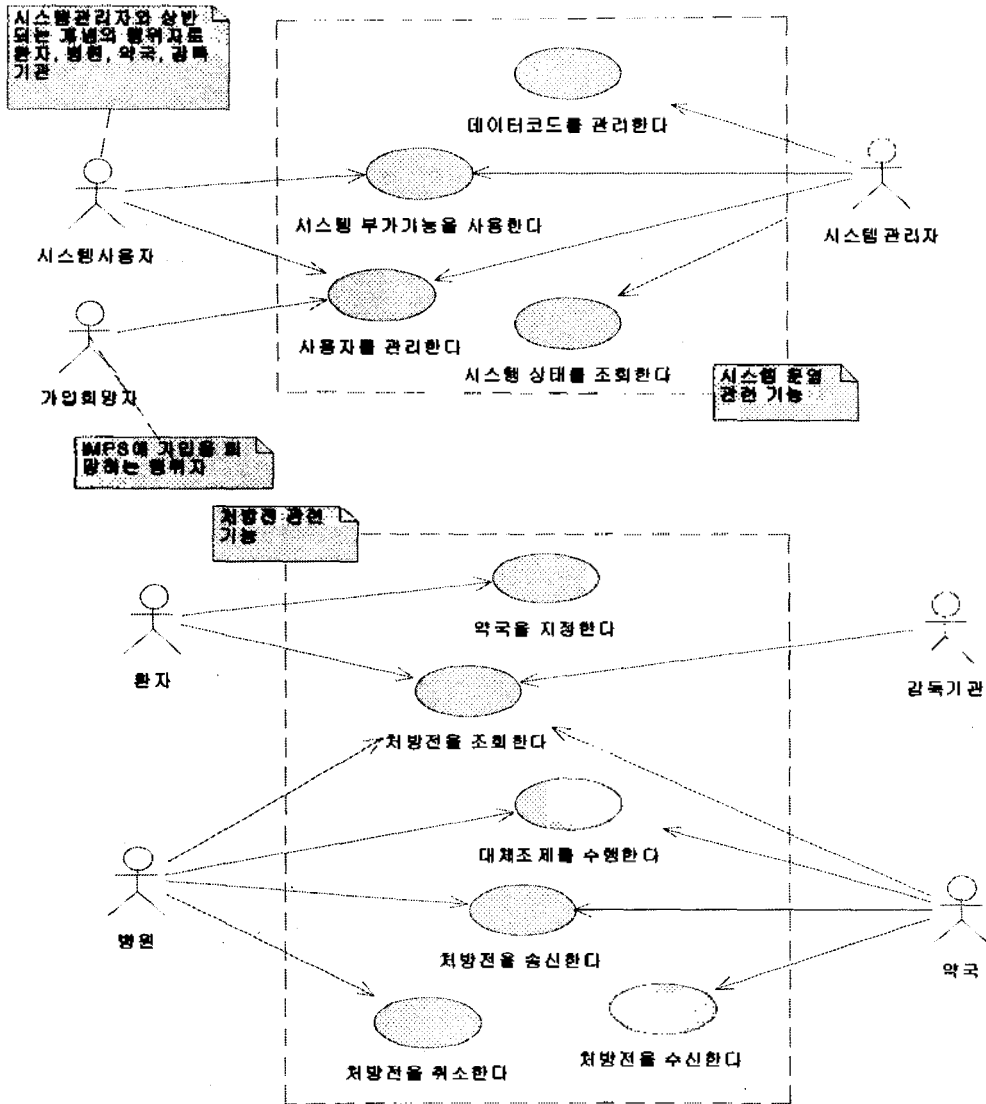 시스템관리자와 상반
되는 개념의 행위자로
환자, 병원, 약국, 감독
기관
데이터코드를 관리한다
시스템 부가기능을 사용한다
시스템사용자
시스템관리자
사용자를 관리한다
시스템 상태를 조회한다
시스템 운영
관련 기능
가입희망자
IMPS에 가입을 희
망하는 행위자
처방전 관련
기능
약국을 지정한다
환자
감독기관
처방전을 조회한다
대체조제를 수행한다
병원
처방전을 송신한다
약국
처방전을 취소한다
처방전을 수신한다